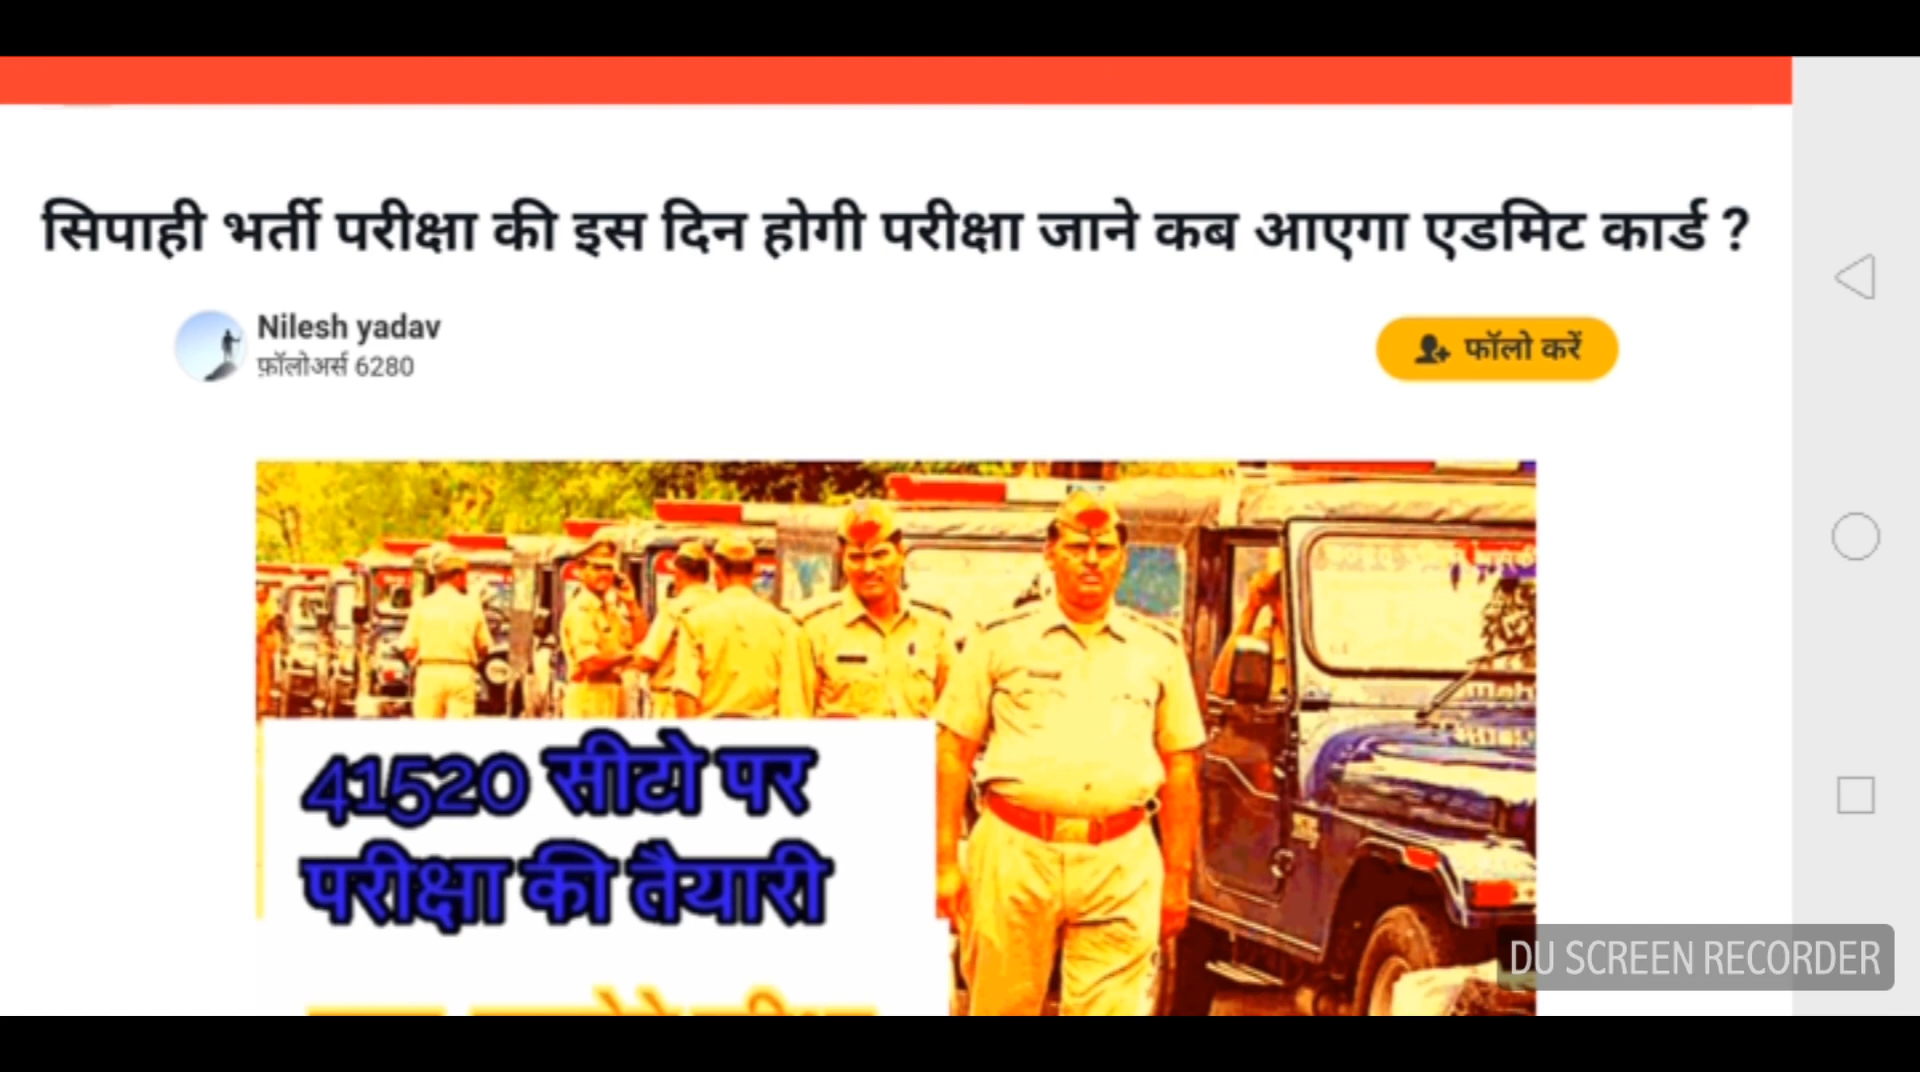 सिपाही भर्ती परीक्षा की इस दिन होगी परीक्षा जाने कब आएगा एडमिट कार्ड ?
Nilesh yadav
फ़ॉलोअर्स 6280
फॉलो करें
41520 सीटो पर
परीक्षा की तैयारी
DU SCREEN RECORDER